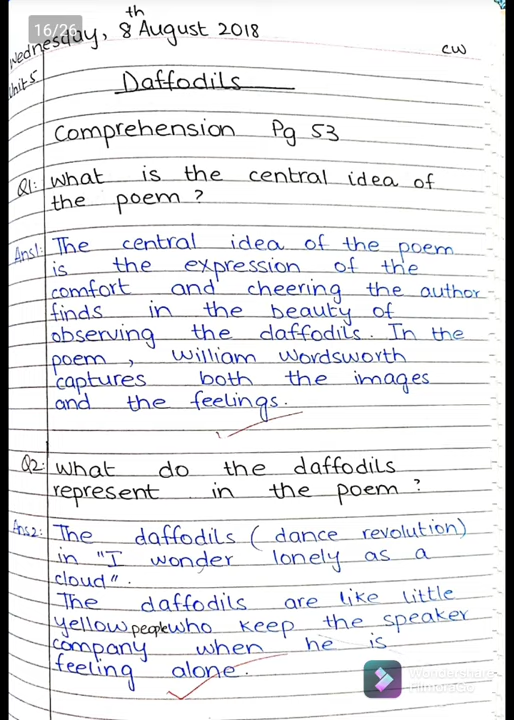 16/26
th
Wednesday, 8 August 2018
CW
Unit 5
Daffodils
Comprehension Pg 53
Q1: What is the central idea of
the poem ?
Ans1: The central idea of the poem
is the expression of the
comfort and cheering the author
finds in the beauty of
observing the daffodils. In the
poem, William Wordsworth
captures both the images
and the feelings.
Q2: What do the daffodils
represent in the poem ?
Ans2: The daffodils (dance revolution)
in "I wonder lonely as a
cloud".
The daffodils are like little
yellow people who keep the speaker
company when he is
feeling alone.
Wondershare
Filmora Go